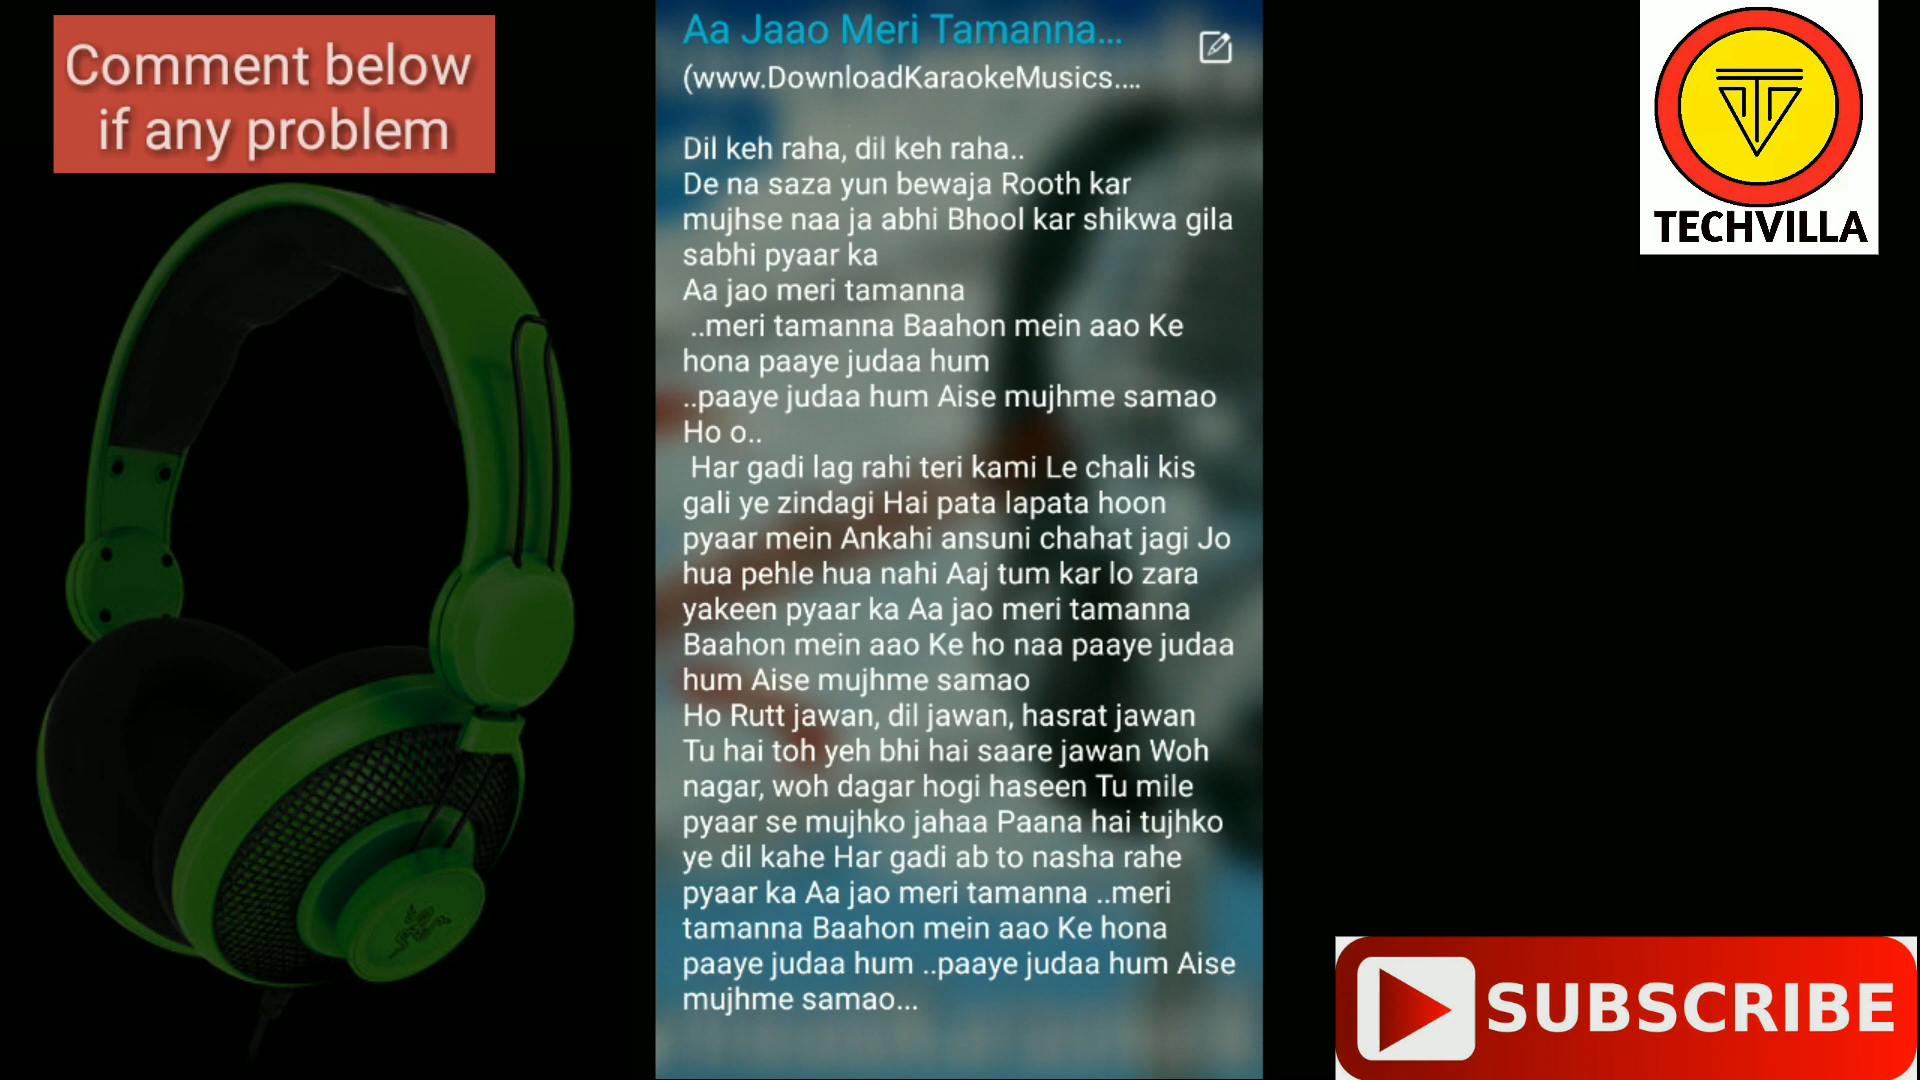 Comment below
if any problem
Aa Jaao Meri Tamanna...
(www.DownloadKaraokeMusics....
Dil keh raha, dil keh raha..
De na saza yun bewaja Rooth kar
mujhse naa ja abhi Bhool kar shikwa gila
sabhi pyaar ka
Aa jao meri tamanna
..meri tamanna Baahon mein aao Ke
hona paaye judaa hum
..paaye judaa hum Aise mujhme samao
Ho o..
Har gadi lag rahi teri kami Le chali kis
gali ye zindagi Hai pata lapata hoon
pyaar mein Ankahi ansuni chahat jagi Jo
hua pehle hua nahi Aaj tum kar lo zara
yakeen pyaar ka Aa jao meri tamanna
Baahon mein aao Ke ho naa paaye judaa
hum Aise mujhme samao
Ho Rutt jawan, dil jawan, hasrat jawan
Tu hai toh yeh bhi hai saare jawan Woh
nagar, woh dagar hogi haseen Tu mile
pyaar se mujhko jahaa Paana hai tujhko
ye dil kahe Har gadi ab to nasha rahe
pyaar ka Aa jao meri tamanna ..meri
tamanna Baahon mein aao Ke hona
paaye judaa hum ..paaye judaa hum Aise
mujhme samao...
TECHVILLA
SUBSCRIBE